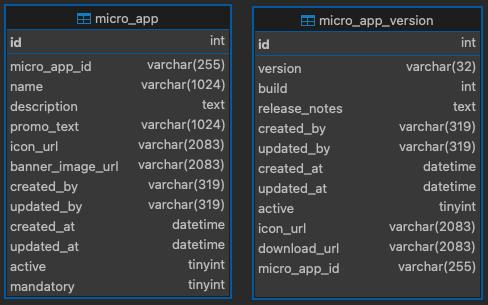 micro_app
id int
micro_app_id varchar(255)
name varchar(1024)
description text
promo_text varchar(1024)
icon_url varchar(2083)
banner_image_url varchar(2083)
created_by varchar(319)
updated_by varchar(319)
created_at datetime
updated_at datetime
active tinyint
mandatory tinyint
micro_app_version
id int
version varchar(32)
build int
release_notes text
created_by varchar(319)
updated_by varchar(319)
created_at datetime
updated_at datetime
active tinyint
icon_url varchar(2083)
download_url varchar(2083)
micro_app_id varchar(255)